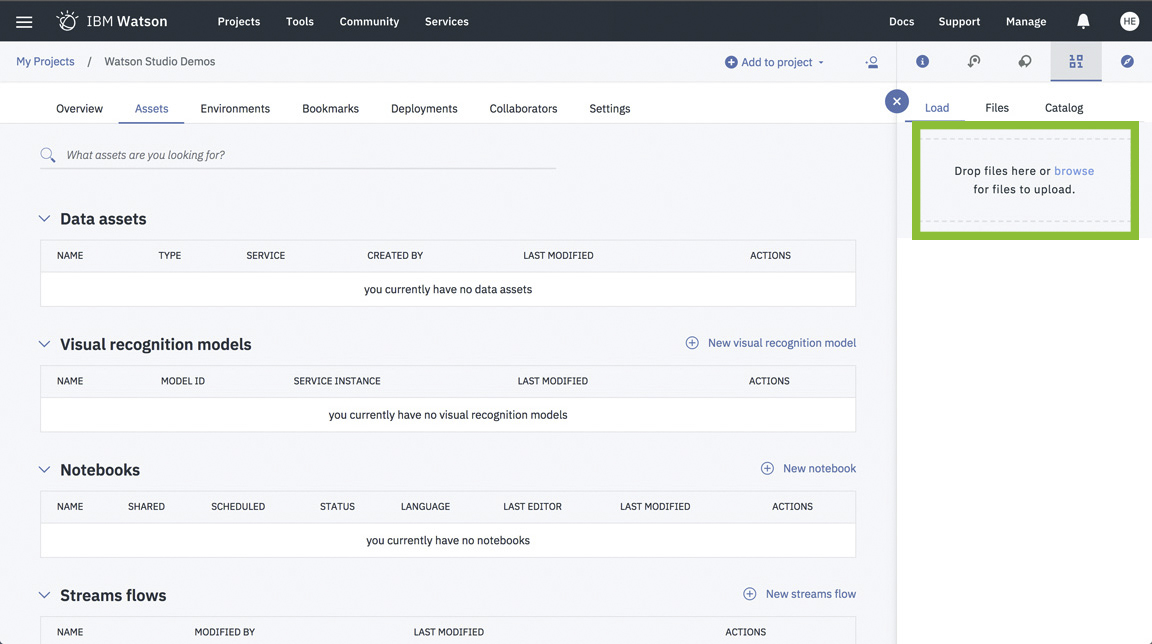 IBM Watson Projects Tools Community Services Docs Support Manage HE
My Projects / Watson Studio Demos Add to project
Overview Assets Environments Bookmarks Deployments Collaborators Settings Load Files Catalog
What assets are you looking for?
Drop files here or browse
for files to upload.
Data assets
NAME TYPE SERVICE CREATED BY LAST MODIFIED ACTIONS
you currently have no data assets
Visual recognition models New visual recognition model
NAME MODEL ID SERVICE INSTANCE LAST MODIFIED ACTIONS
you currently have no visual recognition models
Notebooks New notebook
NAME SHARED SCHEDULED STATUS LANGUAGE LAST EDITOR LAST MODIFIED ACTIONS
you currently have no notebooks
Streams flows New streams flow
NAME MODIFIED BY LAST MODIFIED ACTIONS